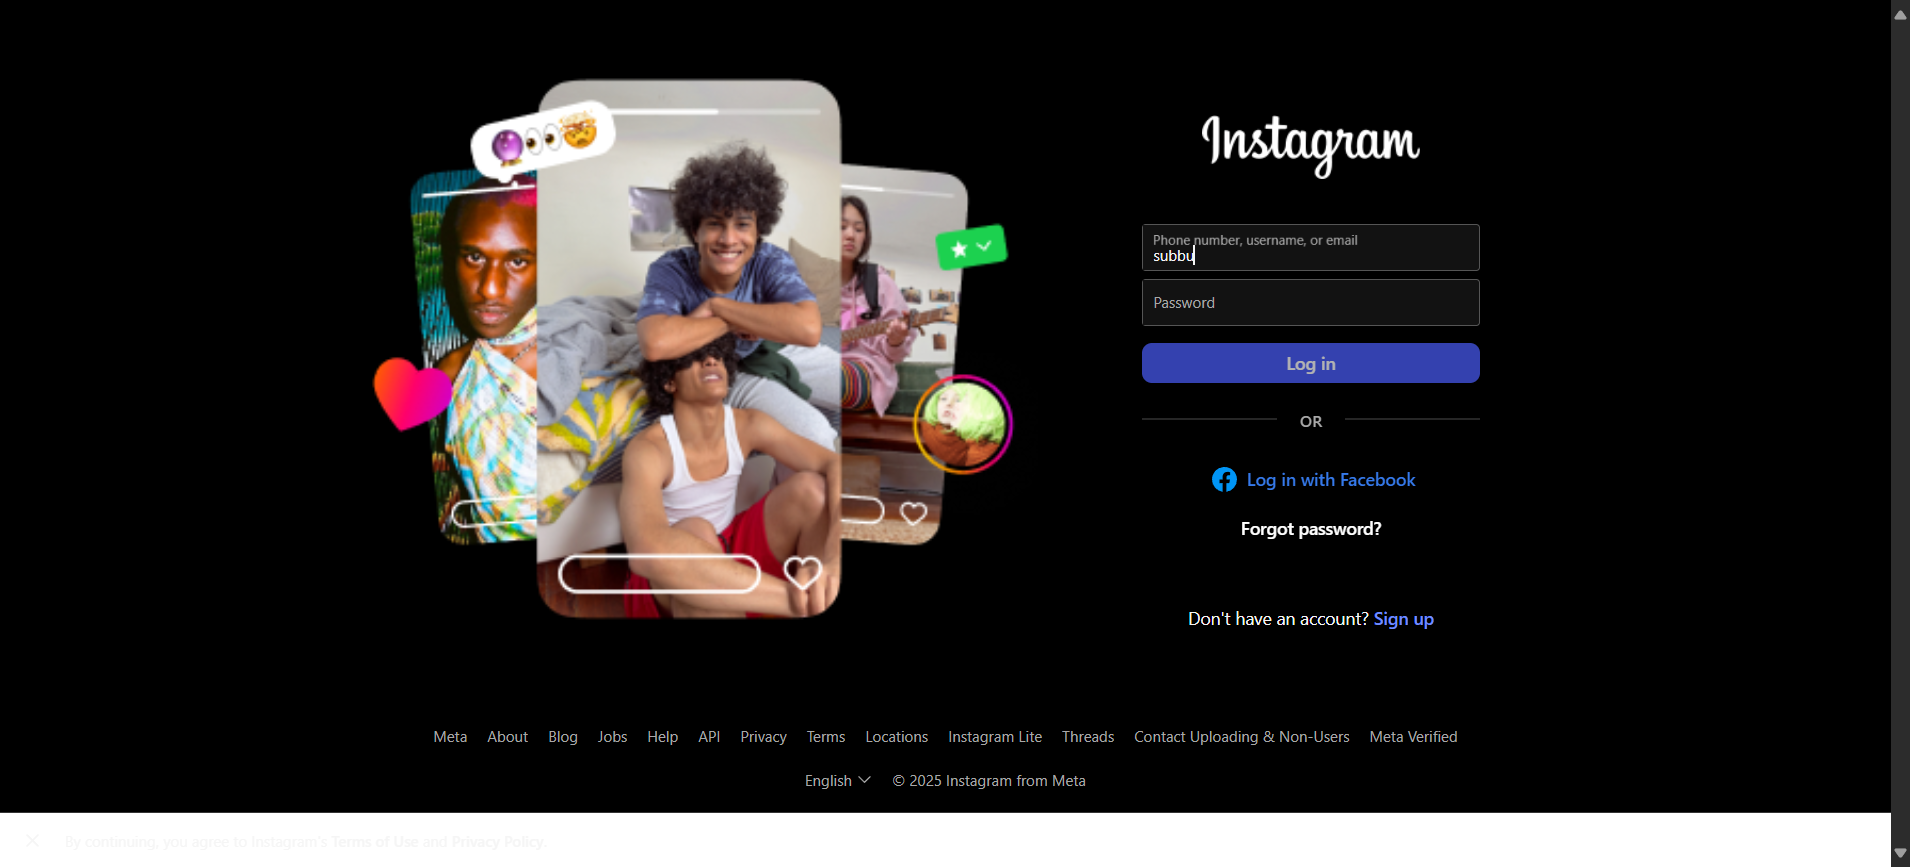 Instagram
Phone number, username, or email
subbu
Password
Log in
OR
Log in with Facebook
Forgot password?
Don't have an account? Sign up
Meta About Blog Jobs Help API Privacy Terms Locations Instagram Lite Threads Contact Uploading & Non-Users Meta Verified
English © 2025 Instagram from Meta
By continuing, you agree to Instagram's Terms of Use and Privacy Policy.